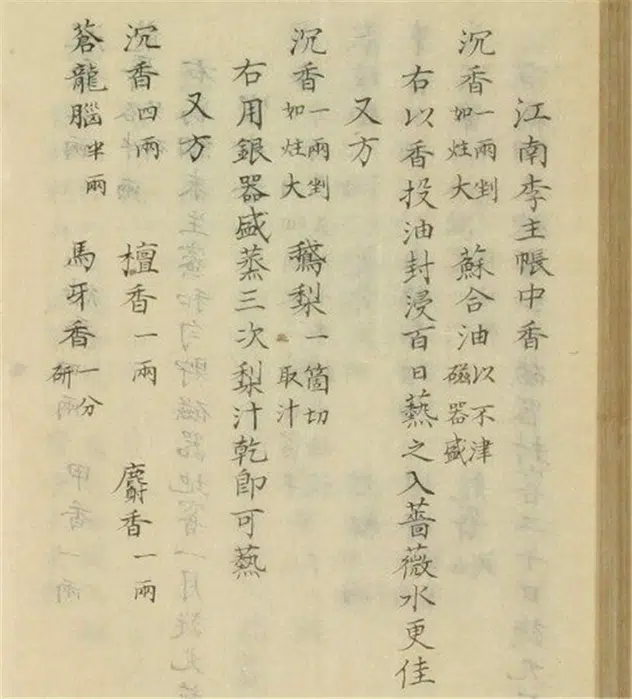 江南李主帳中香
沉香一兩剉如炷大 蘇合油以不津磁器盛
右以香投油封浸百日爇之入薔薇水更佳
又方
沉香一兩剉如炷大 鵝梨一箇切取汁
右用銀器盛蒸三次梨汁乾即可爇
又方
沉香四兩 檀香一兩 麝香一兩
蒼龍腦半兩 馬牙香一分研